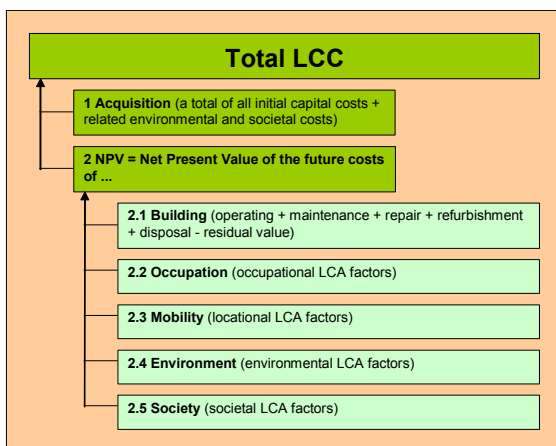 Total LCC
1 Acquisition (a total of all initial capital costs +
related environmental and societal costs)
2 NPV = Net Present Value of the future costs
of ...
2.1 Building (operating + maintenance + repair + refurbishment
+ disposal - residual value)
2.2 Occupation (occupational LCA factors)
2.3 Mobility (locational LCA factors)
2.4 Environment (environmental LCA factors)
2.5 Society (societal LCA factors)